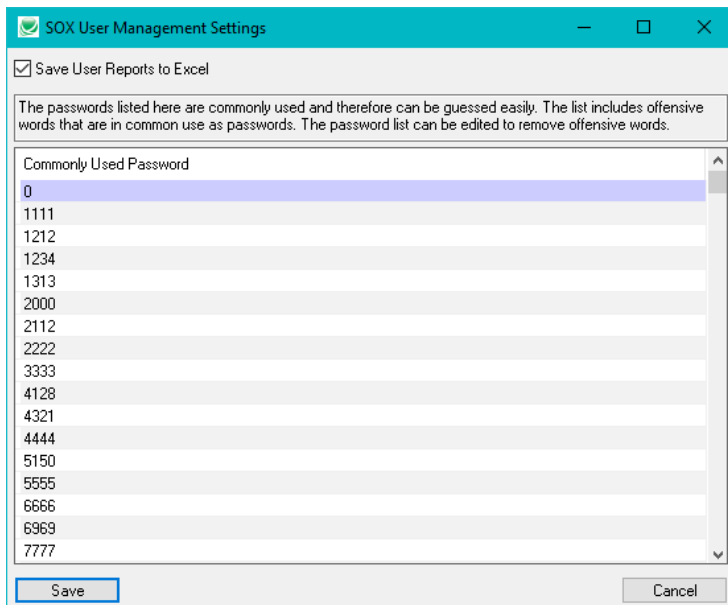 SOX User Management Settings
Save User Reports to Excel
The passwords listed here are commonly used and therefore can be guessed easily. The list includes offensive
words that are in common use as passwords. The password list can be edited to remove offensive words.
Commonly Used Password
0
1111
1212
1234
1313
2000
2112
2222
3333
4128
4321
4444
5150
5555
6666
6969
7777
Save
Cancel